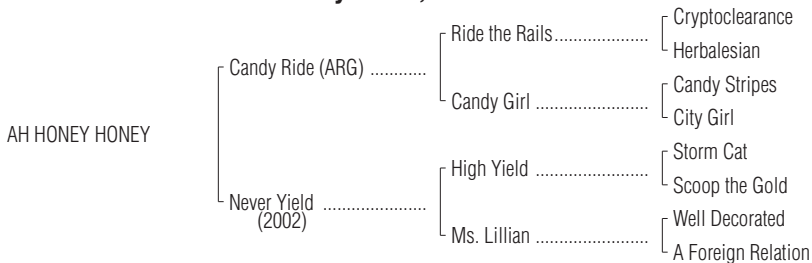 Cryptoclearance
Ride the Rails.....................
Herbalesian
Candy Ride (ARG) ............
Candy Stripes
Candy Girl .........................
City Girl
AH HONEY HONEY
Storm Cat
High Yield .........................
Scoop the Gold
Never Yield .......................
(2002)
Well Decorated
Ms. Lillian .........................
A Foreign Relation